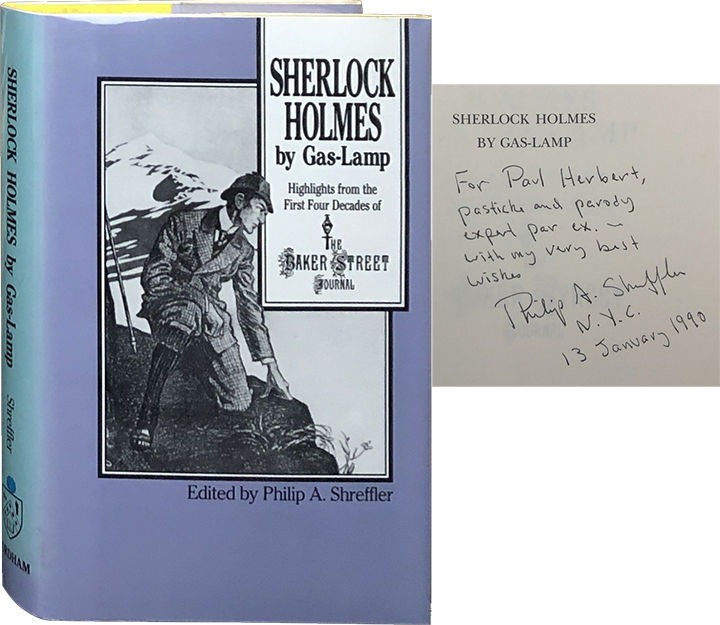 SHERLOCK HOLMES by Gas-Lamp
Shreffler
SHERLOCK
HOLMES
by Gas-Lamp
Highlights from the
First Four Decades of
THE
BAKER STREET
JOURNAL
Edited by Philip A. Shreffler
SHERLOCK HOLMES
BY GAS-LAMP
For Paul Herbert,
pastiche and parody
expert par ex. —
with my very best
wishes
Philip A. Shreffler
N.Y.C.
13 January 1990